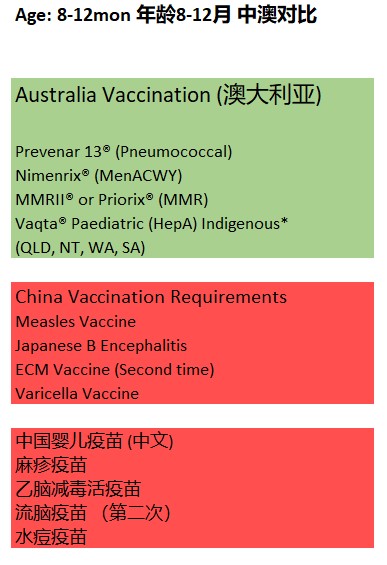 Age: 8-12mon 年龄8-12月 中澳对比
Australia Vaccination (澳大利亚)
Prevenar 13® (Pneumococcal)
Nimenrix® (MenACWY)
MMRII® or Priorix® (MMR)
Vaqta® Paediatric (HepA) Indigenous*
(QLD, NT, WA, SA)
China Vaccination Requirements
Measles Vaccine
Japanese B Encephalitis
ECM Vaccine (Second time)
Varicella Vaccine
中国婴儿疫苗 (中文)
麻疹疫苗
乙脑减毒活疫苗
流脑疫苗 （第二次）
水痘疫苗